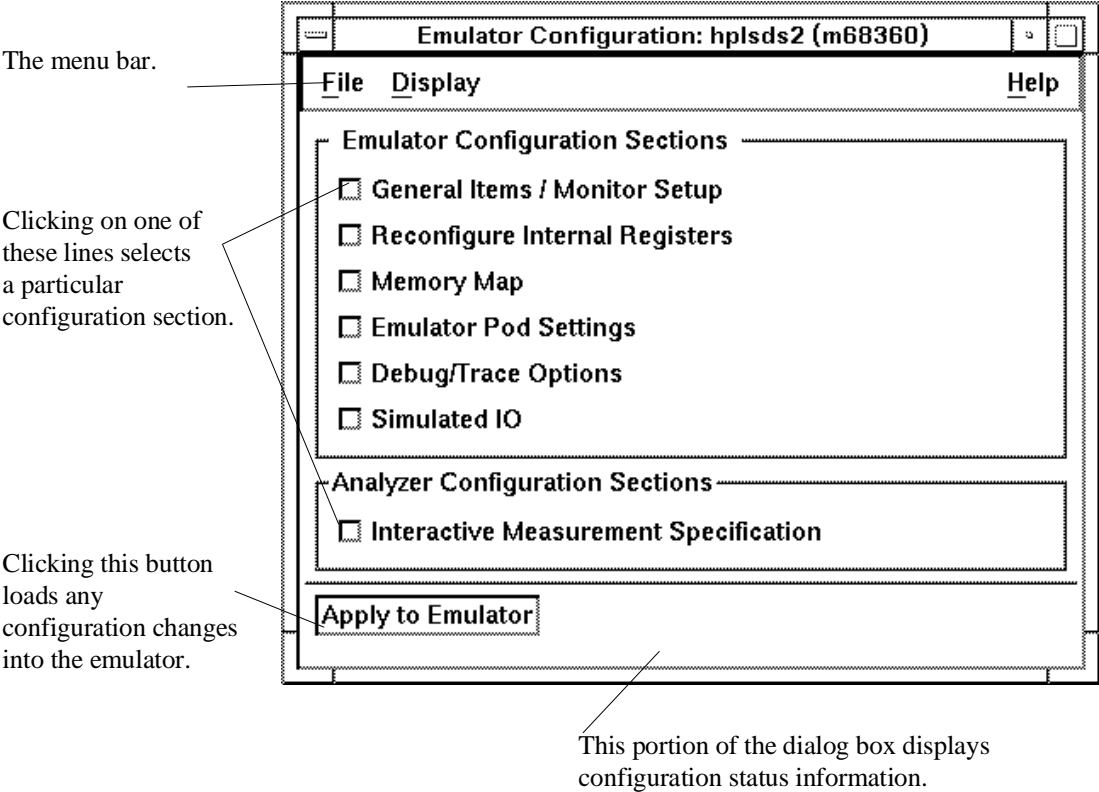 Emulator Configuration: hplsds2 (m68360)
The menu bar.
File Display Help
Emulator Configuration Sections
General Items / Monitor Setup
Clicking on one of
these lines selects
a particular
configuration section.
Reconfigure Internal Registers
Memory Map
Emulator Pod Settings
Debug/Trace Options
Simulated IO
Analyzer Configuration Sections
Interactive Measurement Specification
Clicking this button
loads any
configuration changes
into the emulator.
Apply to Emulator
This portion of the dialog box displays
configuration status information.